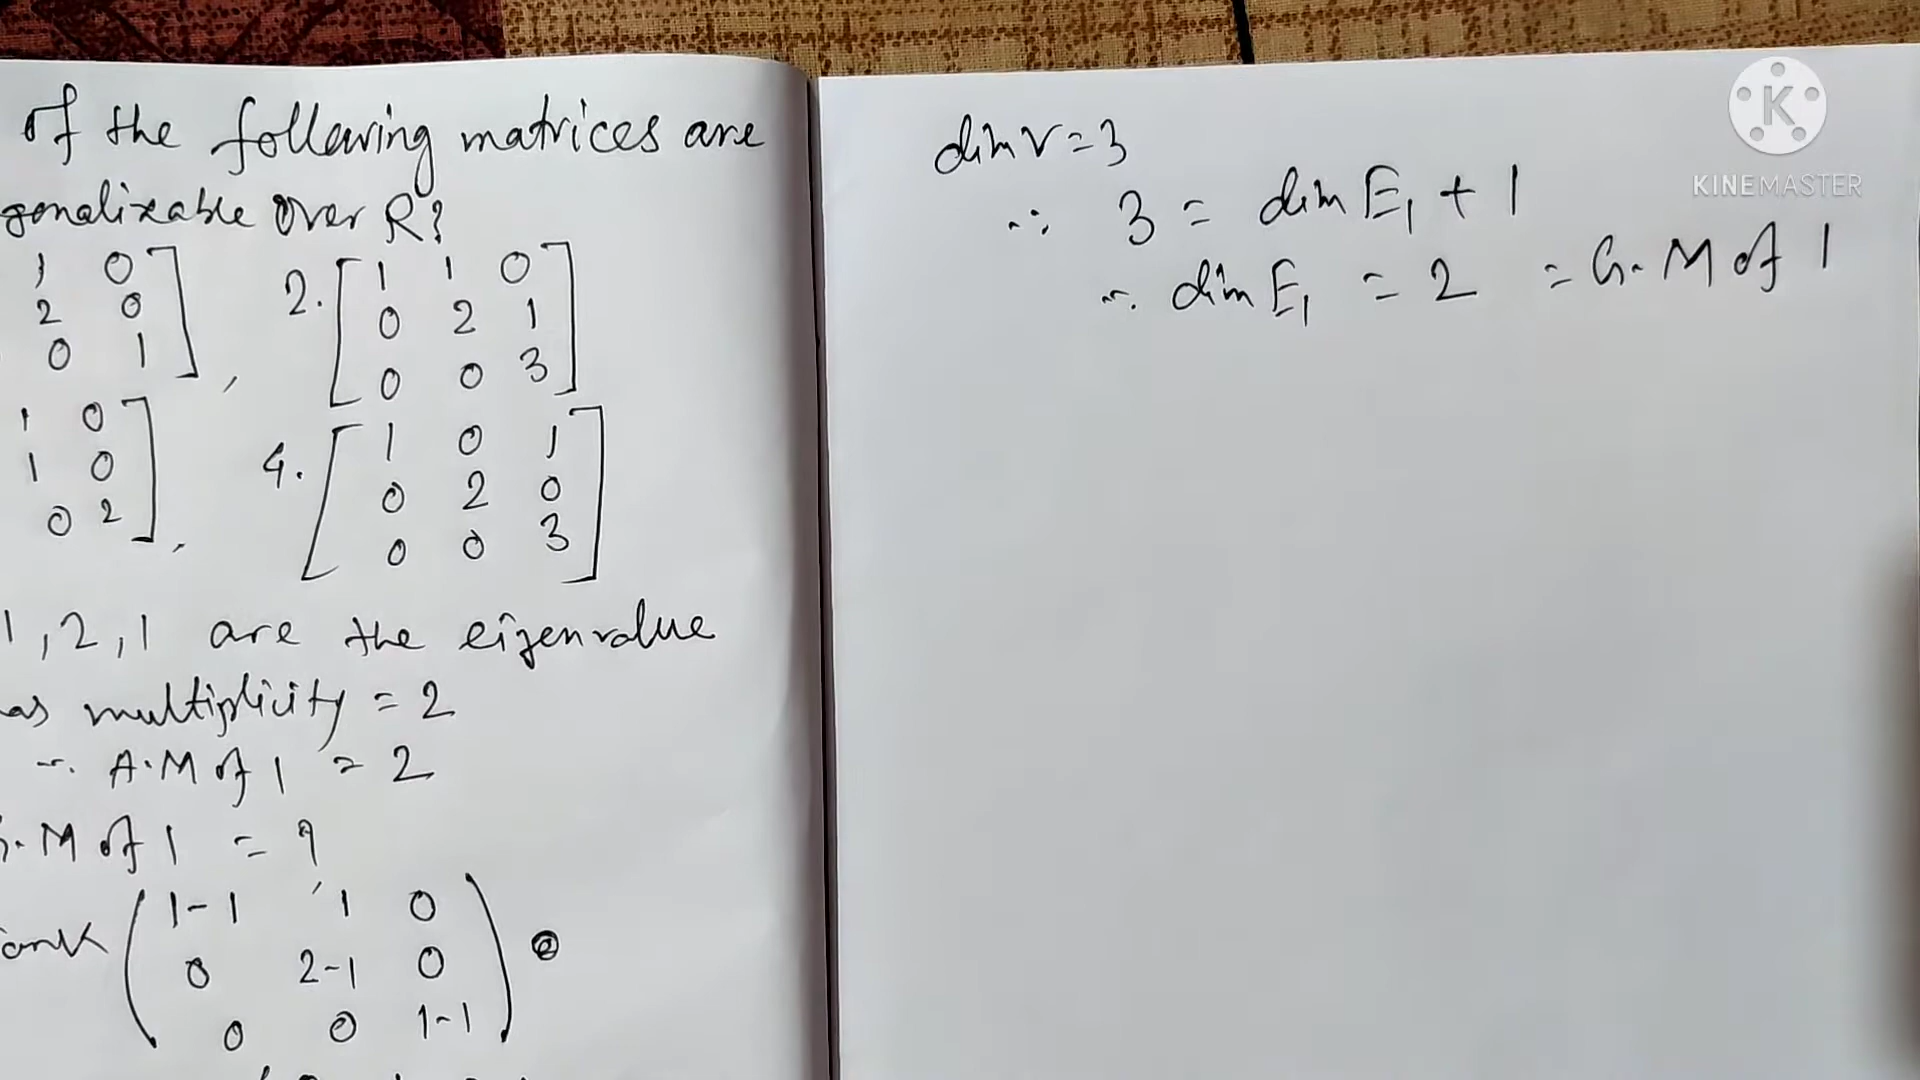 of the following matrices are
gonalizable over R?
1 0
2 0
0 1 ,
2. [ 1 1 0
0 2 1
0 0 3 ]
1 0
1 0
0 2 ,
4. [ 1 0 1
0 2 0
0 0 3 ]
1, 2, 1 are the eigenvalue
as multiplicity = 2
∴ A.M of 1 = 2
G.M of 1 = ?
ank ( 1-1 1 0
0 2-1 0
0 0 1-1 )
dim V = 3
∴ 3 = dim E₁ + 1
∴ dim E₁ = 2 = G.M of 1
KINEMASTER